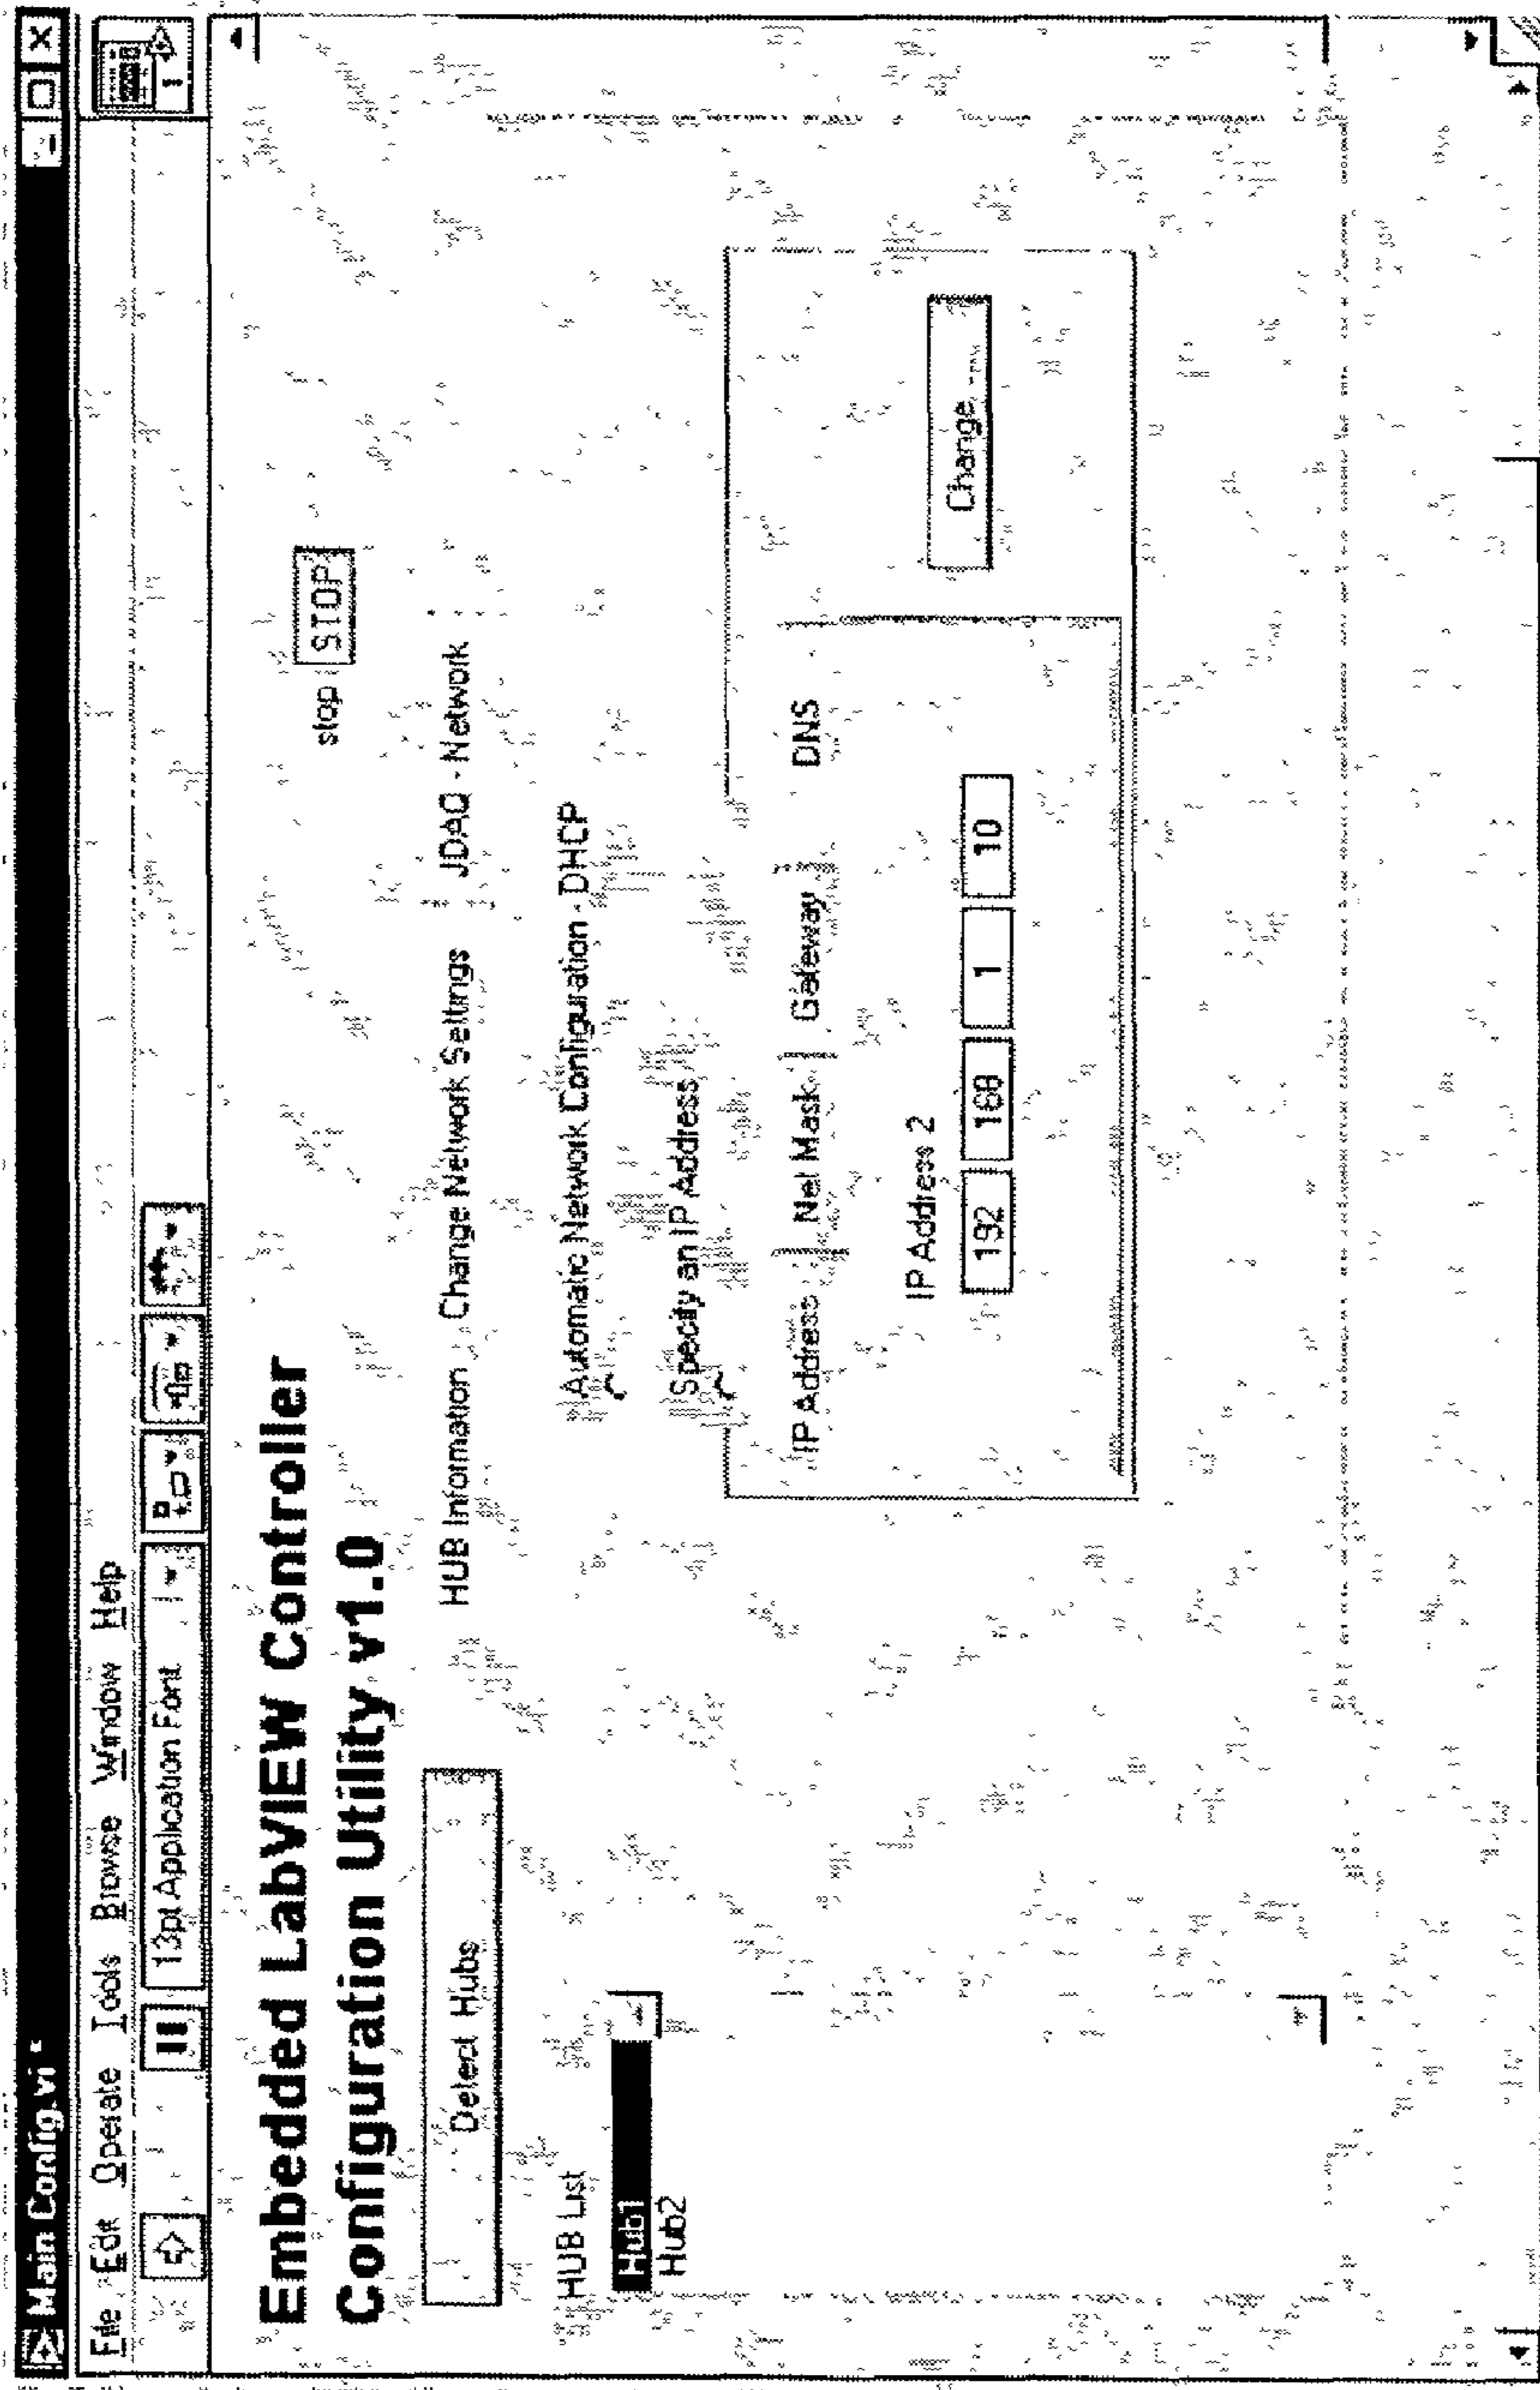 Main Config.vi *
File Edit Operate Tools Browse Window Help
13pt Application Font
1
Embedded LabVIEW Controller
Configuration Utility v1.0
stop STOP
Detect Hubs
HUB Information Change Network Settings JDAQ - Network
HUB List
Automatic Network Configuration - DHCP
Hub1
Hub2
Specify an IP Address
IP Address Net Mask Gateway DNS
IP Address 2
192 168 1 10
Change